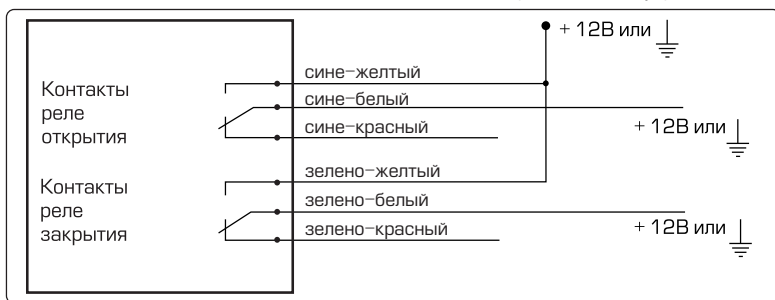 + 12В или
Контакты
реле
открытия
сине-желтый
сине-белый
сине-красный
+ 12В или
Контакты
реле
закрытия
зелено-желтый
зелено-белый
зелено-красный
+ 12В или